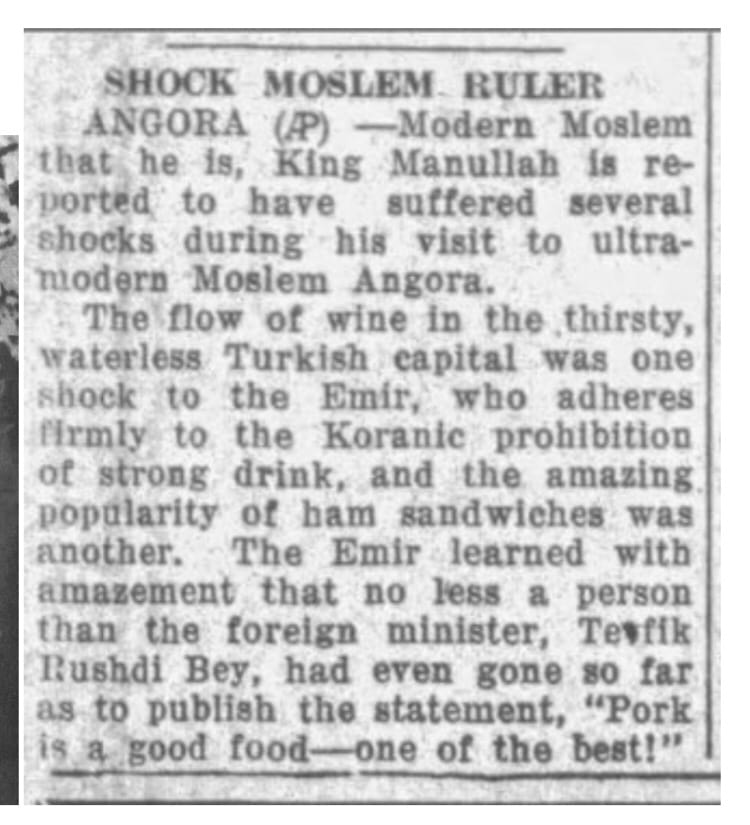 SHOCK MOSLEM RULER
ANGORA (AP) —Modern Moslem
that he is, King Manullah is re-
ported to have suffered several
shocks during his visit to ultra-
modern Moslem Angora.
The flow of wine in the thirsty,
waterless Turkish capital was one
shock to the Emir, who adheres
firmly to the Koranic prohibition
of strong drink, and the amazing
popularity of ham sandwiches was
another. The Emir learned with
amazement that no less a person
than the foreign minister, Tevfik
Rushdi Bey, had even gone so far
as to publish the statement, "Pork
is a good food—one of the best!"